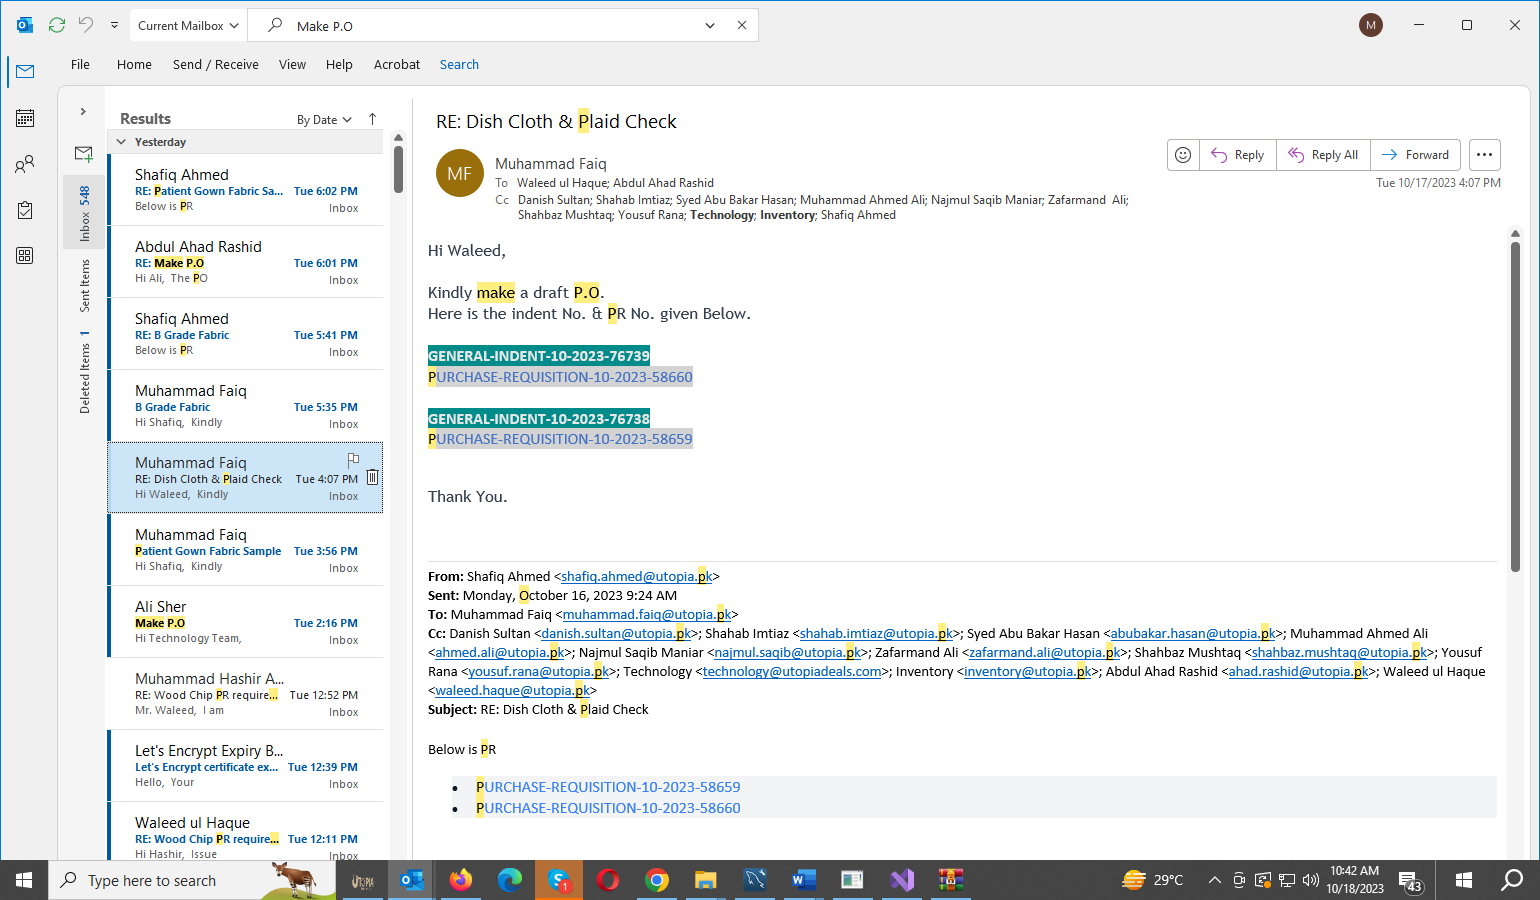 Current Mailbox
Make P.O
M
File Home Send / Receive View Help Acrobat Search
Results
By Date
Yesterday
Inbox 548
Sent Items
Deleted Items 1
Shafiq Ahmed
RE: Patient Gown Fabric Sa... Tue 6:02 PM
Below is PR Inbox
Abdul Ahad Rashid
RE: Make P.O Tue 6:01 PM
Hi Ali, The PO Inbox
Shafiq Ahmed
RE: B Grade Fabric Tue 5:41 PM
Below is PR Inbox
Muhammad Faiq
B Grade Fabric Tue 5:35 PM
Hi Shafiq, Kindly Inbox
Muhammad Faiq
RE: Dish Cloth & Plaid Check Tue 4:07 PM
Hi Waleed, Kindly Inbox
Muhammad Faiq
Patient Gown Fabric Sample Tue 3:56 PM
Hi Shafiq, Kindly Inbox
Ali Sher
Make P.O Tue 2:16 PM
Hi Technology Team, Inbox
Muhammad Hashir A...
RE: Wood Chip PR require... Tue 12:52 PM
Mr. Waleed, I am Inbox
Let's Encrypt Expiry B...
Let's Encrypt certificate ex... Tue 12:39 PM
Hello, Your Inbox
Waleed ul Haque
RE: Wood Chip PR require... Tue 12:11 PM
Hi Hashir, Issue Inbox
RE: Dish Cloth & Plaid Check
MF
Muhammad Faiq
To Waleed ul Haque; Abdul Ahad Rashid
Cc Danish Sultan; Shahab Imtiaz; Syed Abu Bakar Hasan; Muhammad Ahmed Ali; Najmul Saqib Maniar; Zafarmand Ali;
Shahbaz Mushtaq; Yousuf Rana; Technology; Inventory; Shafiq Ahmed
Reply Reply All Forward
Tue 10/17/2023 4:07 PM
Hi Waleed,
Kindly make a draft P.O.
Here is the indent No. & PR No. given Below.
GENERAL-INDENT-10-2023-76739
PURCHASE-REQUISITION-10-2023-58660
GENERAL-INDENT-10-2023-76738
PURCHASE-REQUISITION-10-2023-58659
Thank You.
From: Shafiq Ahmed <shafiq.ahmed@utopia.pk>
Sent: Monday, October 16, 2023 9:24 AM
To: Muhammad Faiq <muhammad.faiq@utopia.pk>
Cc: Danish Sultan <danish.sultan@utopia.pk>; Shahab Imtiaz <shahab.imtiaz@utopia.pk>; Syed Abu Bakar Hasan <abubakar.hasan@utopia.pk>; Muhammad Ahmed Ali
<ahmed.ali@utopia.pk>; Najmul Saqib Maniar <najmul.saqib@utopia.pk>; Zafarmand Ali <zafarmand.ali@utopia.pk>; Shahbaz Mushtaq <shahbaz.mushtaq@utopia.pk>; Yousuf
Rana <yousuf.rana@utopia.pk>; Technology <technology@utopiadeals.com>; Inventory <inventory@utopia.pk>; Abdul Ahad Rashid <ahad.rashid@utopia.pk>; Waleed ul Haque
<waleed.haque@utopia.pk>
Subject: RE: Dish Cloth & Plaid Check
Below is PR
• PURCHASE-REQUISITION-10-2023-58659
• PURCHASE-REQUISITION-10-2023-58660
Type here to search
UTOPIA
1
29°C
10:42 AM
10/18/2023
43